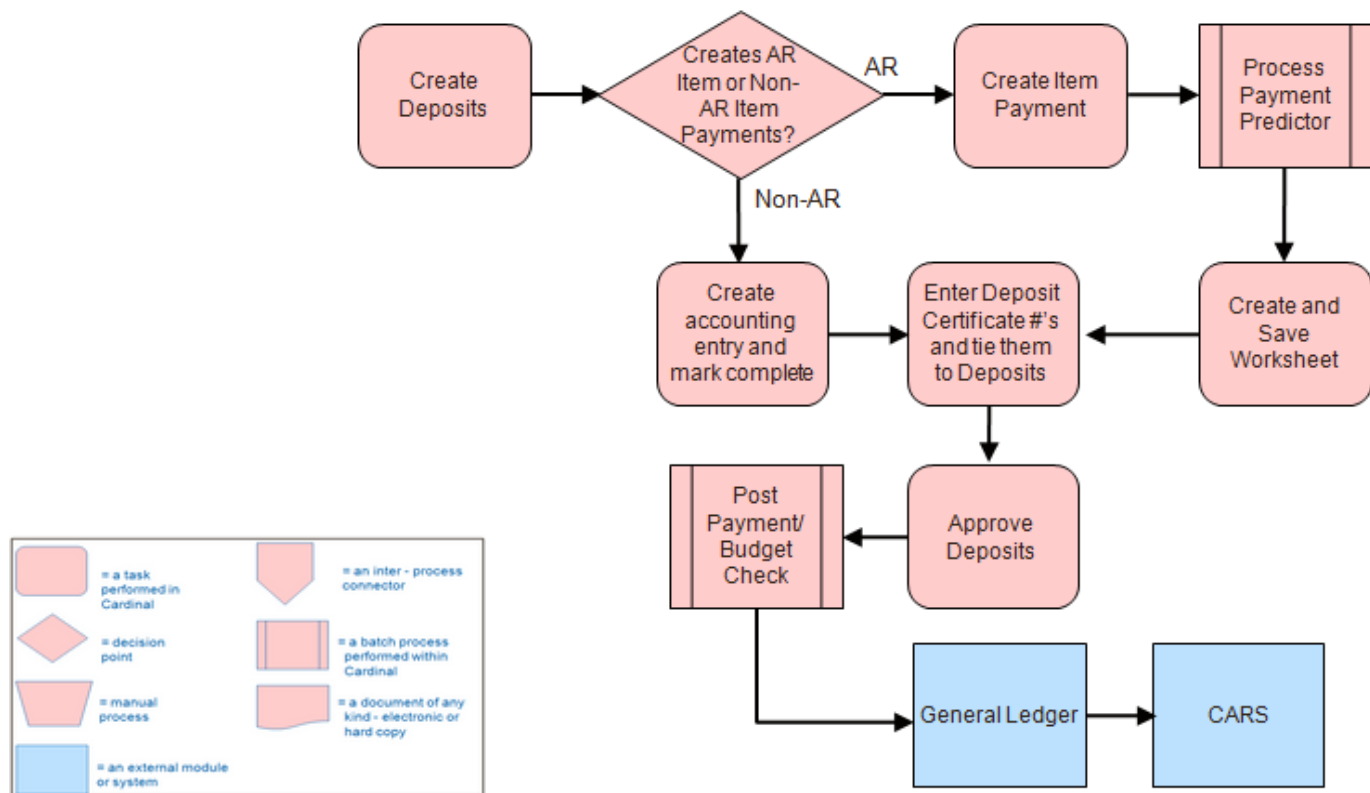 Create
Deposits
Creates AR
Item or Non-
AR Item
Payments?
AR
Create Item
Payment
Process
Payment
Predictor
Non-AR
Create
accounting
entry and
mark complete
Enter Deposit
Certificate #'s
and tie them
to Deposits
Create and
Save
Worksheet
Post
Payment/
Budget
Check
Approve
Deposits
General Ledger
CARS
= a task
performed in
Cardinal
= an inter - process
connector
= decision
point
= a batch process
performed within
Cardinal
= manual
process
= a document of any
kind - electronic or
hard copy
= an external module
or system